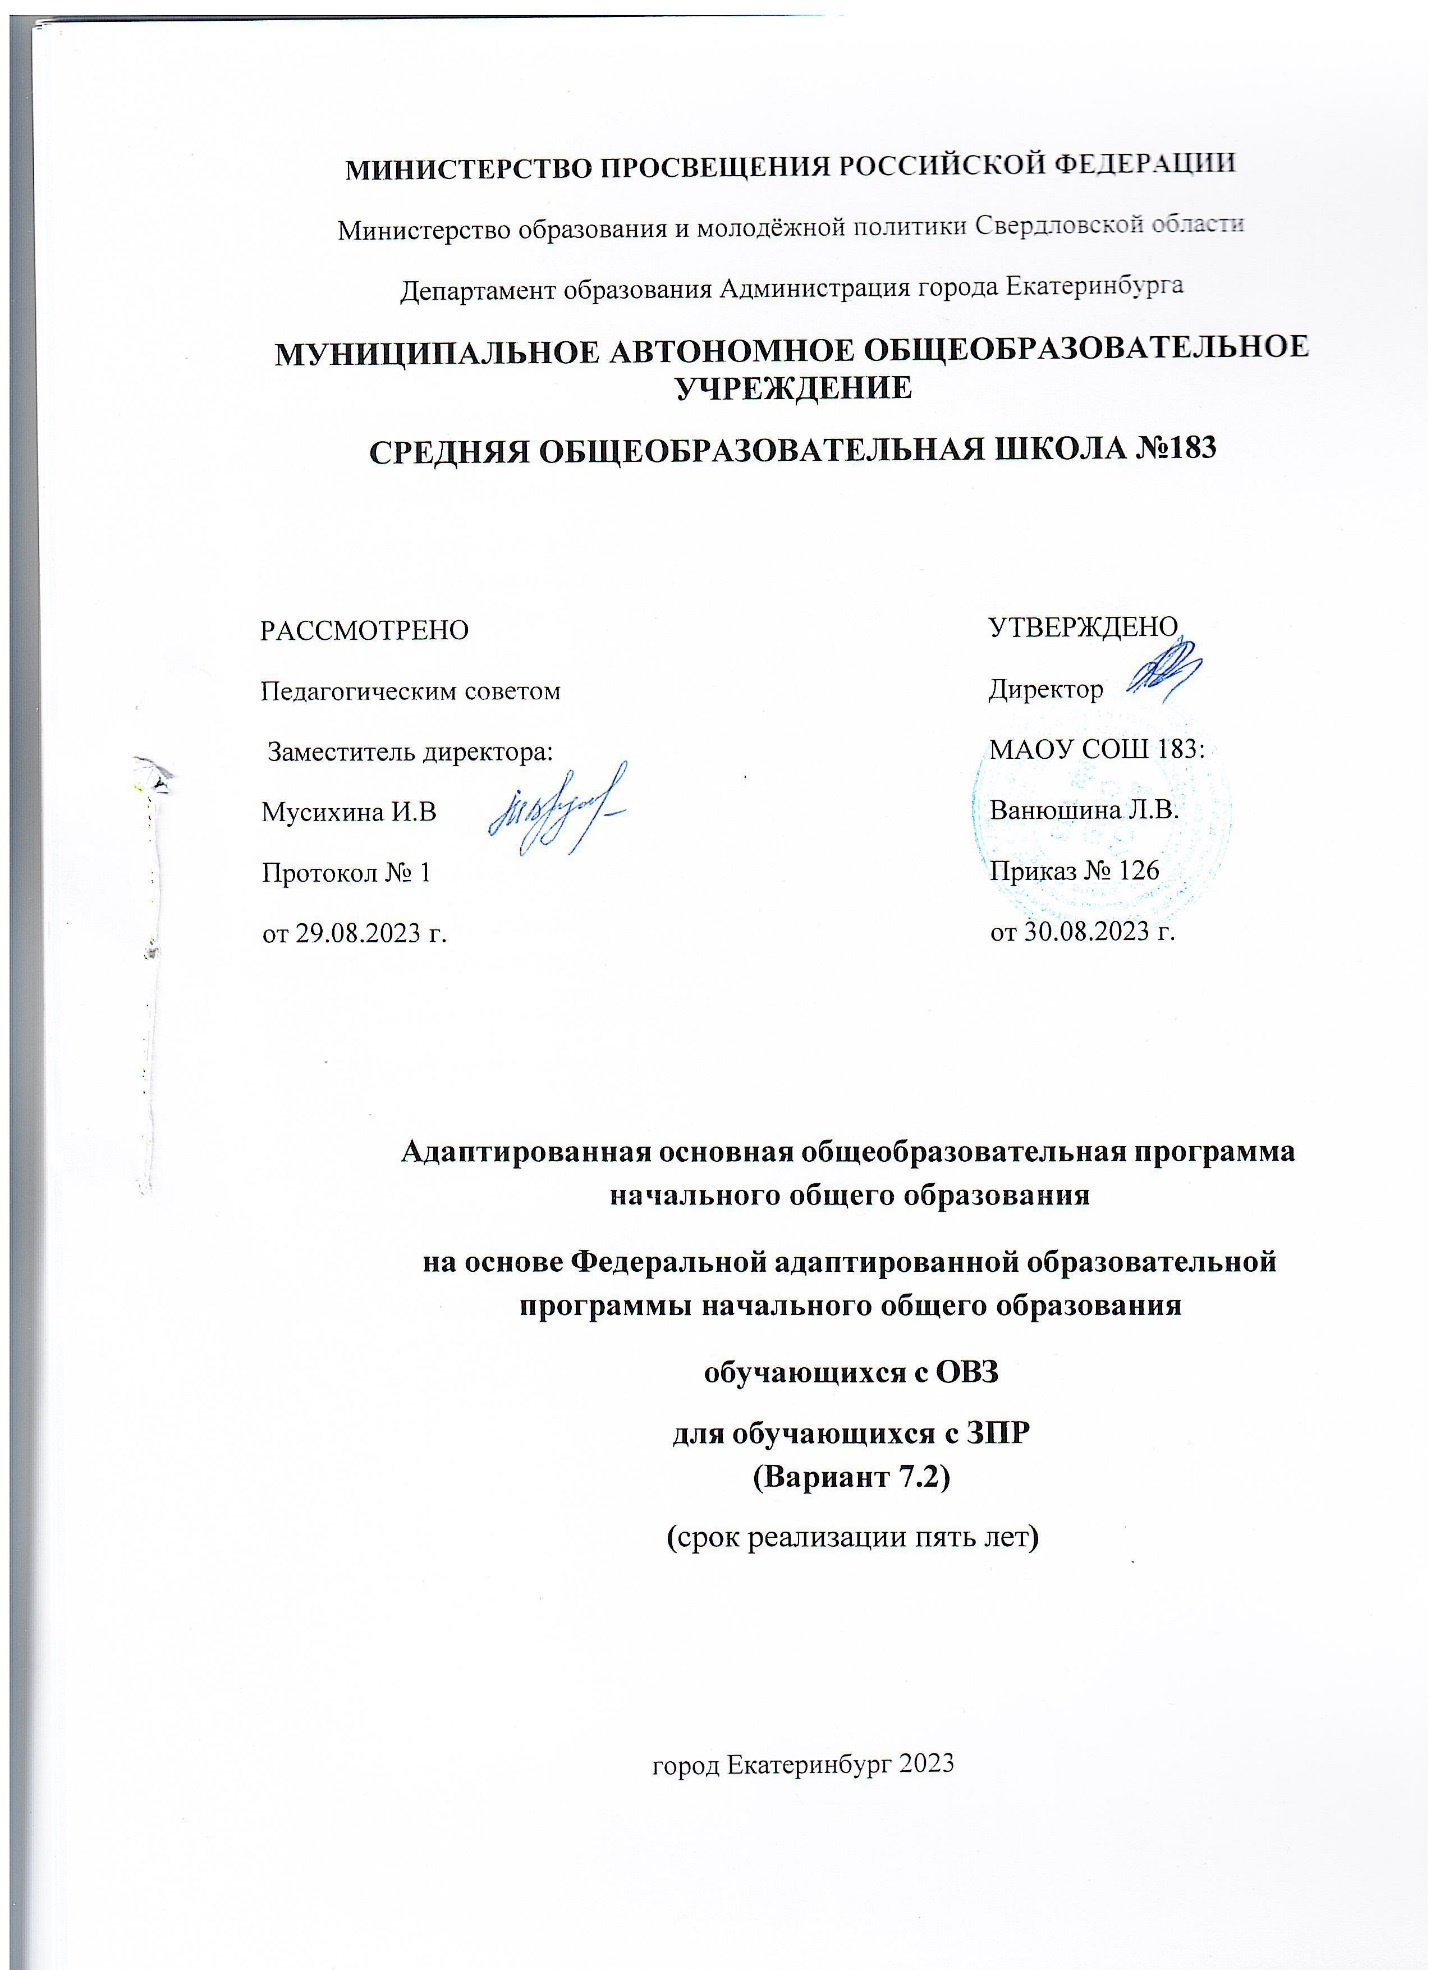 МИНИСТЕРСТВО ПРОСВЕЩЕНИЯ РОССИЙСКОЙ ФЕДЕРАЦИИ
Министерство образования и молодёжной политики Свердловской области
Департамент образования Администрация города Екатеринбурга
МУНИЦИПАЛЬНОЕ АВТОНОМНОЕ ОБЩЕОБРАЗОВАТЕЛЬНОЕ
УЧРЕЖДЕНИЕ
СРЕДНЯЯ ОБЩЕОБРАЗОВАТЕЛЬНАЯ ШКОЛА №183
РАССМОТРЕНО
Педагогическим советом
Заместитель директора:
Мусихина И.В
Протокол № 1
от 29.08.2023 г.
УТВЕРЖДЕНО
Директор
МАОУ СОШ 183:
Ванюшина Л.В.
Приказ № 126
от 30.08.2023 г.
Адаптированная основная общеобразовательная программа
начального общего образования
на основе Федеральной адаптированной образовательной
программы начального общего образования
обучающихся с ОВЗ
для обучающихся с ЗПР
(Вариант 7.2)
(срок реализации пять лет)
город Екатеринбург 2023